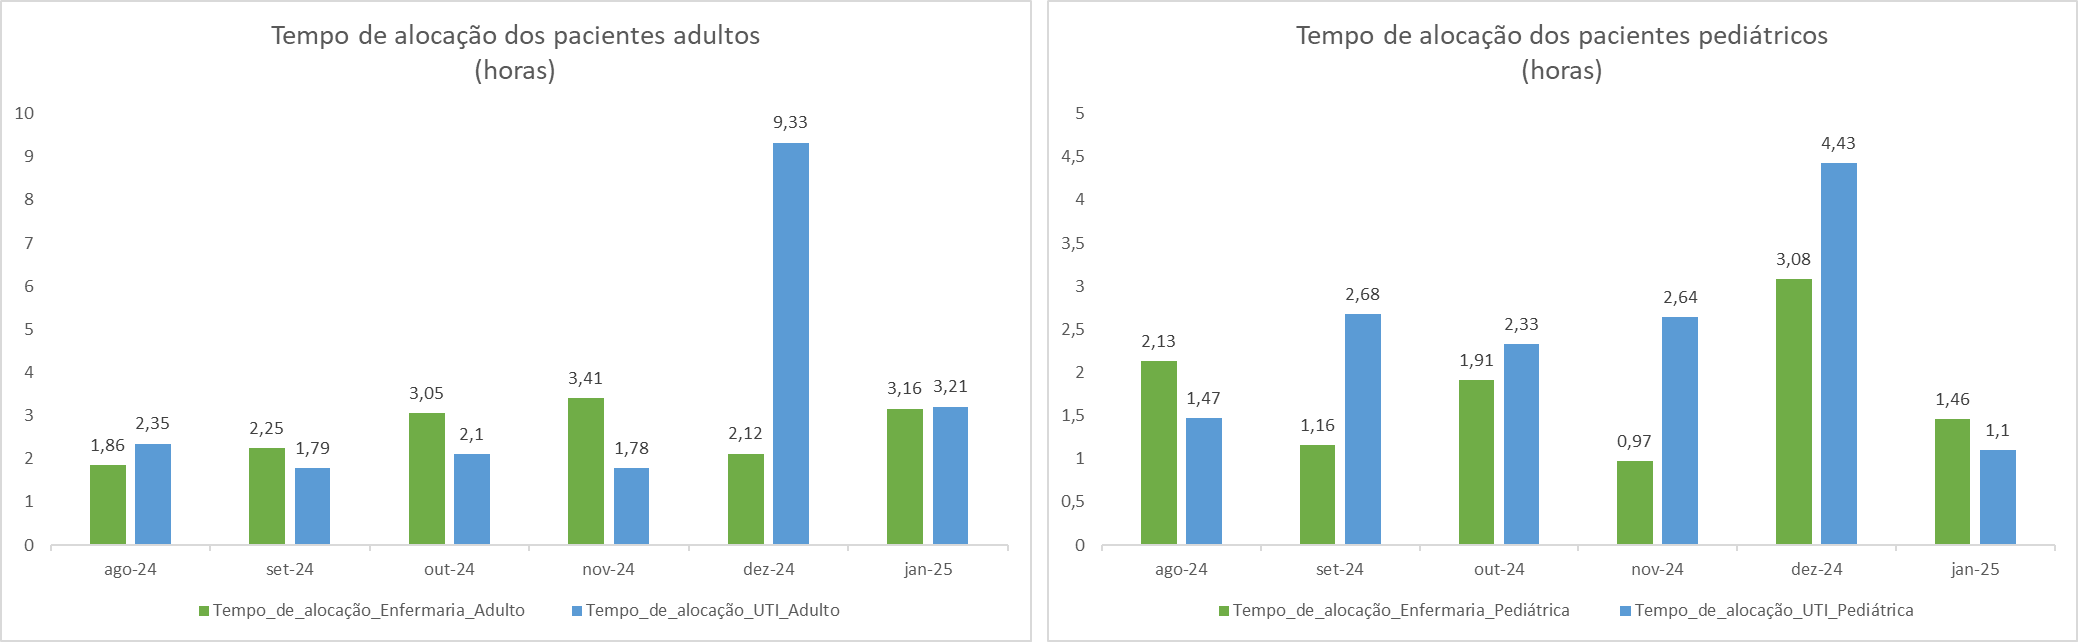 Tempo de alocação dos pacientes adultos
(horas)
10
9
8
7
6
5
4
3
2
1
0
1,86
2,35
2,25
1,79
3,05
2,1
3,41
1,78
2,12
9,33
3,16
3,21
ago-24
set-24
out-24
nov-24
dez-24
jan-25
Tempo_de_alocação_Enfermaria_Adulto
Tempo_de_alocação_UTI_Adulto
Tempo de alocação dos pacientes pediátricos
(horas)
5
4,5
4
3,5
3
2,5
2
1,5
1
0,5
0
2,13
1,47
1,16
2,68
1,91
2,33
0,97
2,64
3,08
4,43
1,46
1,1
ago-24
set-24
out-24
nov-24
dez-24
jan-25
Tempo_de_alocação_Enfermaria_Pediátrica
Tempo_de_alocação_UTI_Pediátrica